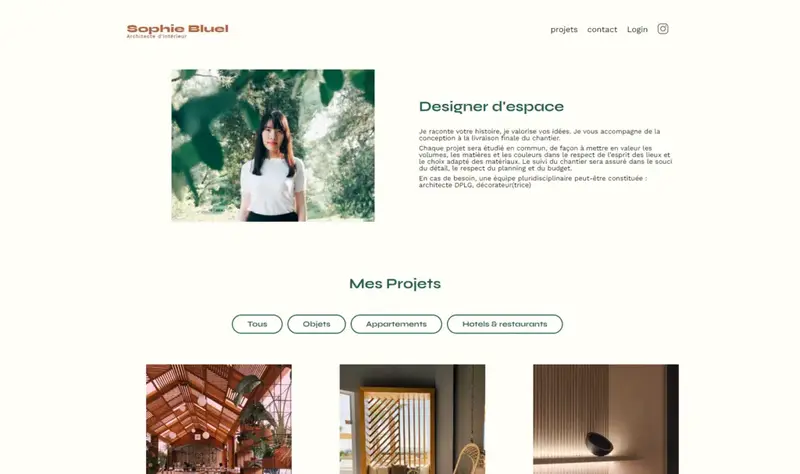 Sophie Bluel
Architecte d'intérieur
projets
contact
Login
Designer d'espace
Je raconte votre histoire, je valorise vos idées. Je vous accompagne de la
conception à la livraison finale du chantier.
Chaque projet sera étudié en commun, de façon à mettre en valeur les
volumes, les matières et les couleurs dans le respect de l'esprit des lieux et
le choix adapté des matériaux. Le suivi du chantier sera assuré dans le souci
du détail, le respect du planning et du budget.
En cas de besoin, une équipe pluridisciplinaire peut-être constituée :
architecte DPLG, décorateur(trice)
Mes Projets
Tous
Objets
Appartements
Hotels & restaurants